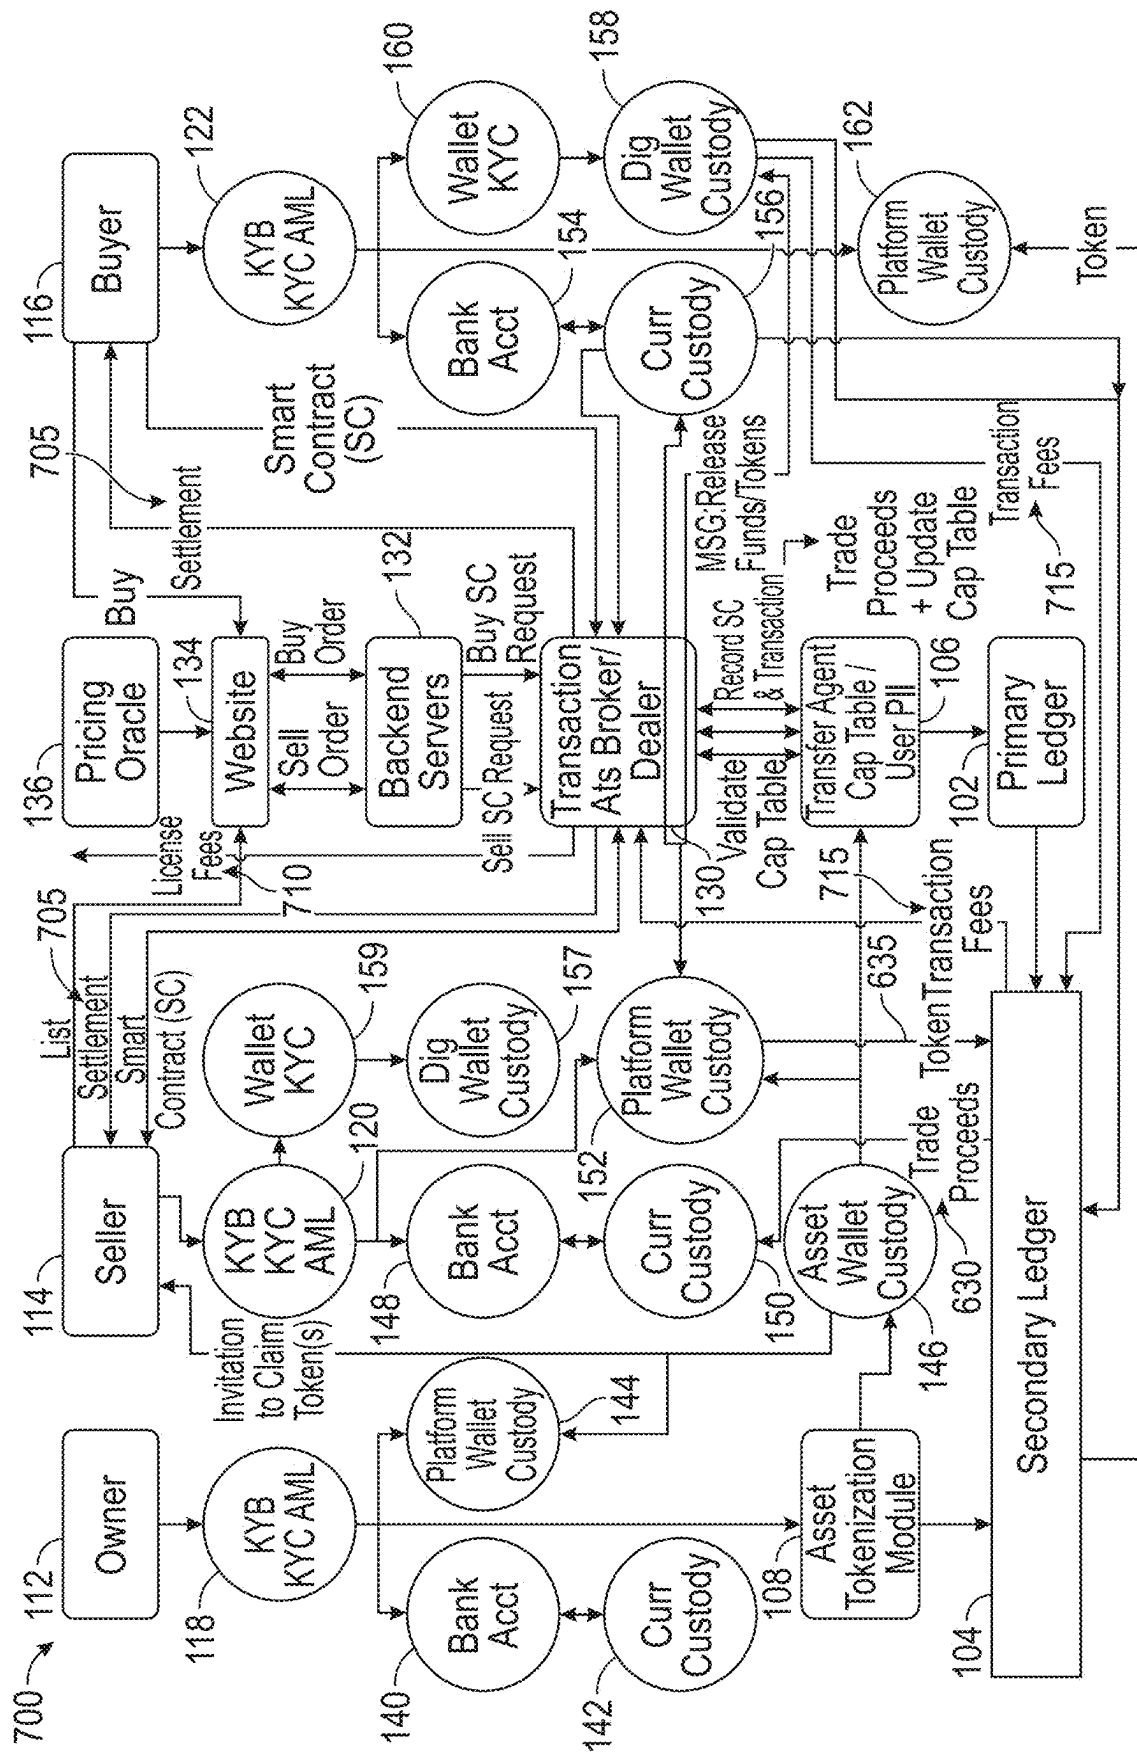 700
112
Owner
118
KYB
KYC AML
140
Bank
Acct
142
Curr
Custody
Platform
Wallet
Custody
144
108
Asset
Tokenization
Module
104
Secondary Ledger
114
Seller
Invitation
to Claim
Token(s)
KYB
KYC
AML
120
148
Bank
Acct
Curr
Custody
150
Asset
Wallet
Custody
146
Wallet
KYC
159
Dig
Wallet
Custody
157
152
Platform
Wallet
Custody
630
Trade
Proceeds
635
Token
Transaction
Fees
715
List
705
Settlement
Smart
Contract (SC)
License
Fees
710
136
Pricing
Oracle
134
Website
Sell
Order
Buy
Order
Backend
Servers
132
Sell SC Request
Buy SC
Request
Transaction
Ats Broker/
Dealer
130
Validate
Cap Table
Record SC
& Transaction
Transfer Agent
Cap Table /
User PII
106
102
Primary
Ledger
Buy
Settlement
705
Smart
Contract
(SC)
MSG:Release
Funds/Tokens
Trade
Proceeds
+ Update
Cap Table
715
Transaction
Fees
116
Buyer
KYB
KYC AML
122
Bank
Acct
154
Curr
Custody
156
Wallet
KYC
160
Dig
Wallet
Custody
158
Platform
Wallet
Custody
162
Token